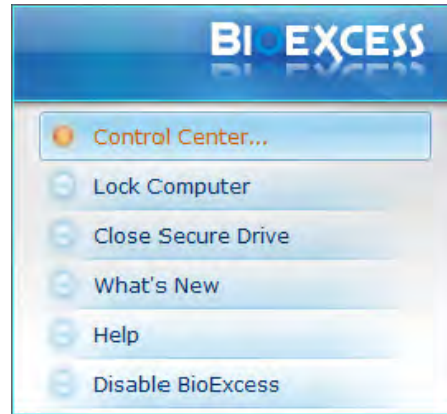 BIOEXCESS
Control Center...
Lock Computer
Close Secure Drive
What's New
Help
Disable BioExcess